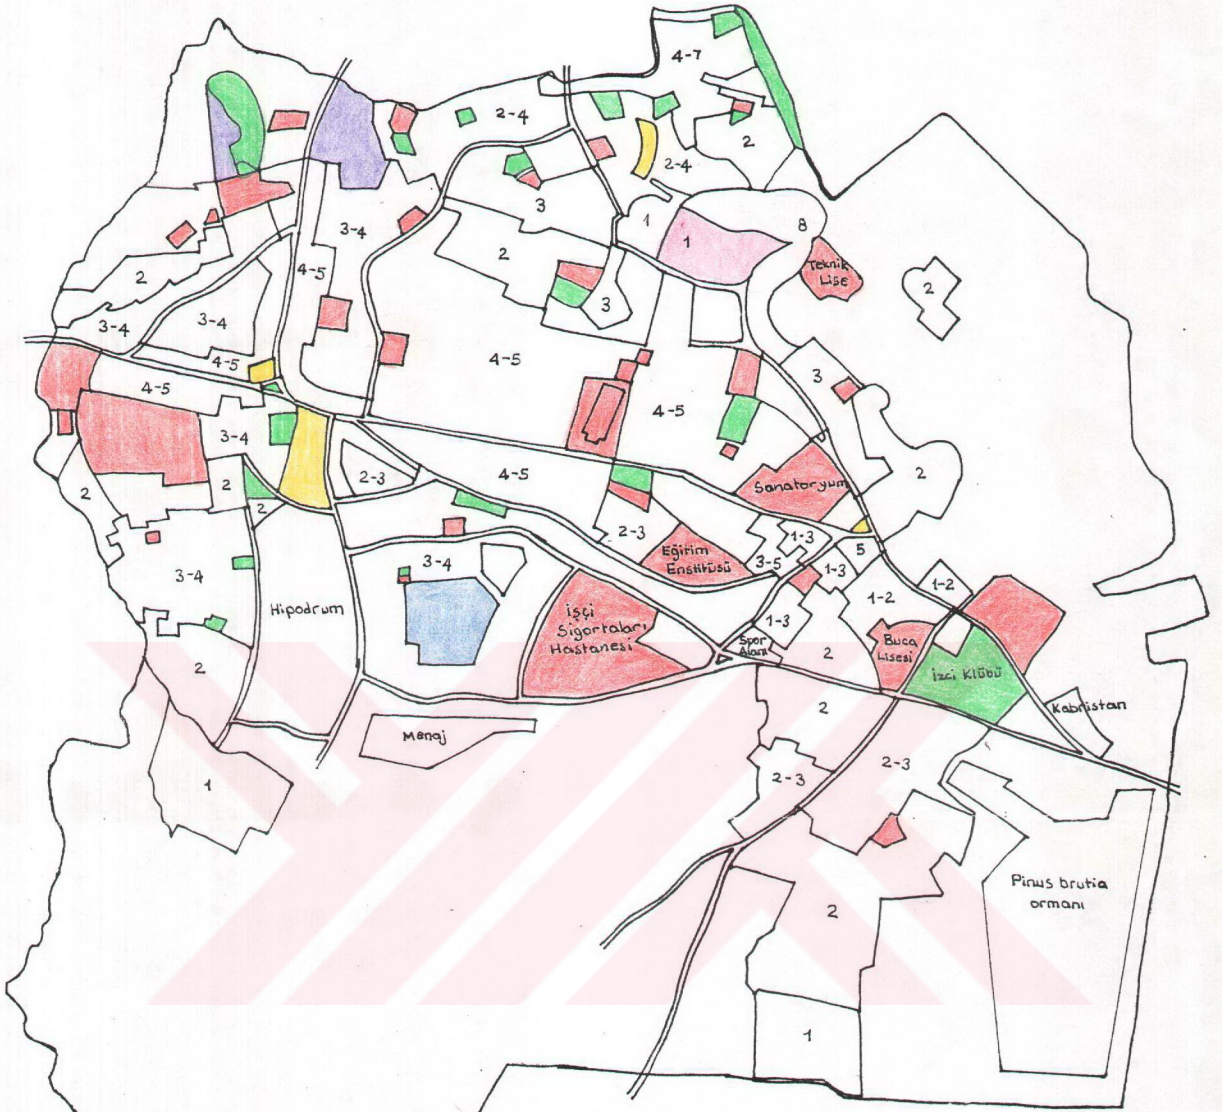 4-7
2-4
2
2-4
3
1
1
8
3-4
2
Teknik
Lise
2
4-5
2
3
3-4
3-4
4-5
4-5
4-5
3
4-5
3-4
2-3
4-5
2
2
2
2
Sanatoryum
2-3
1-3
5
Eğirim
Enstitüsü
3-5
1-3
3-4
3-4
1-2
1-2
Hipodrum
İşçi
Sigortaları
Hastanesi
1-3
Spor
Alanı
2
Buca
Lisesi
İzci Klübü
2
2
Kabristan
Menaj
2-3
2-3
1
Pinus brutia
ormanı
2
1